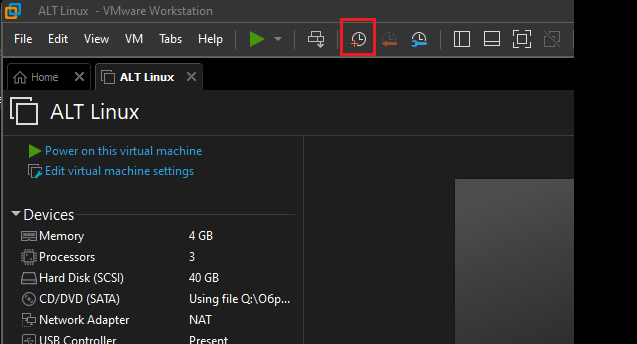 ALT Linux - VMware Workstation
File Edit View VM Tabs Help
Home ALT Linux
ALT Linux
Power on this virtual machine
Edit virtual machine settings
Devices
Memory 4 GB
Processors 3
Hard Disk (SCSI) 40 GB
CD/DVD (SATA) Using file Q:\Обр...
Network Adapter NAT
USB Controller Present